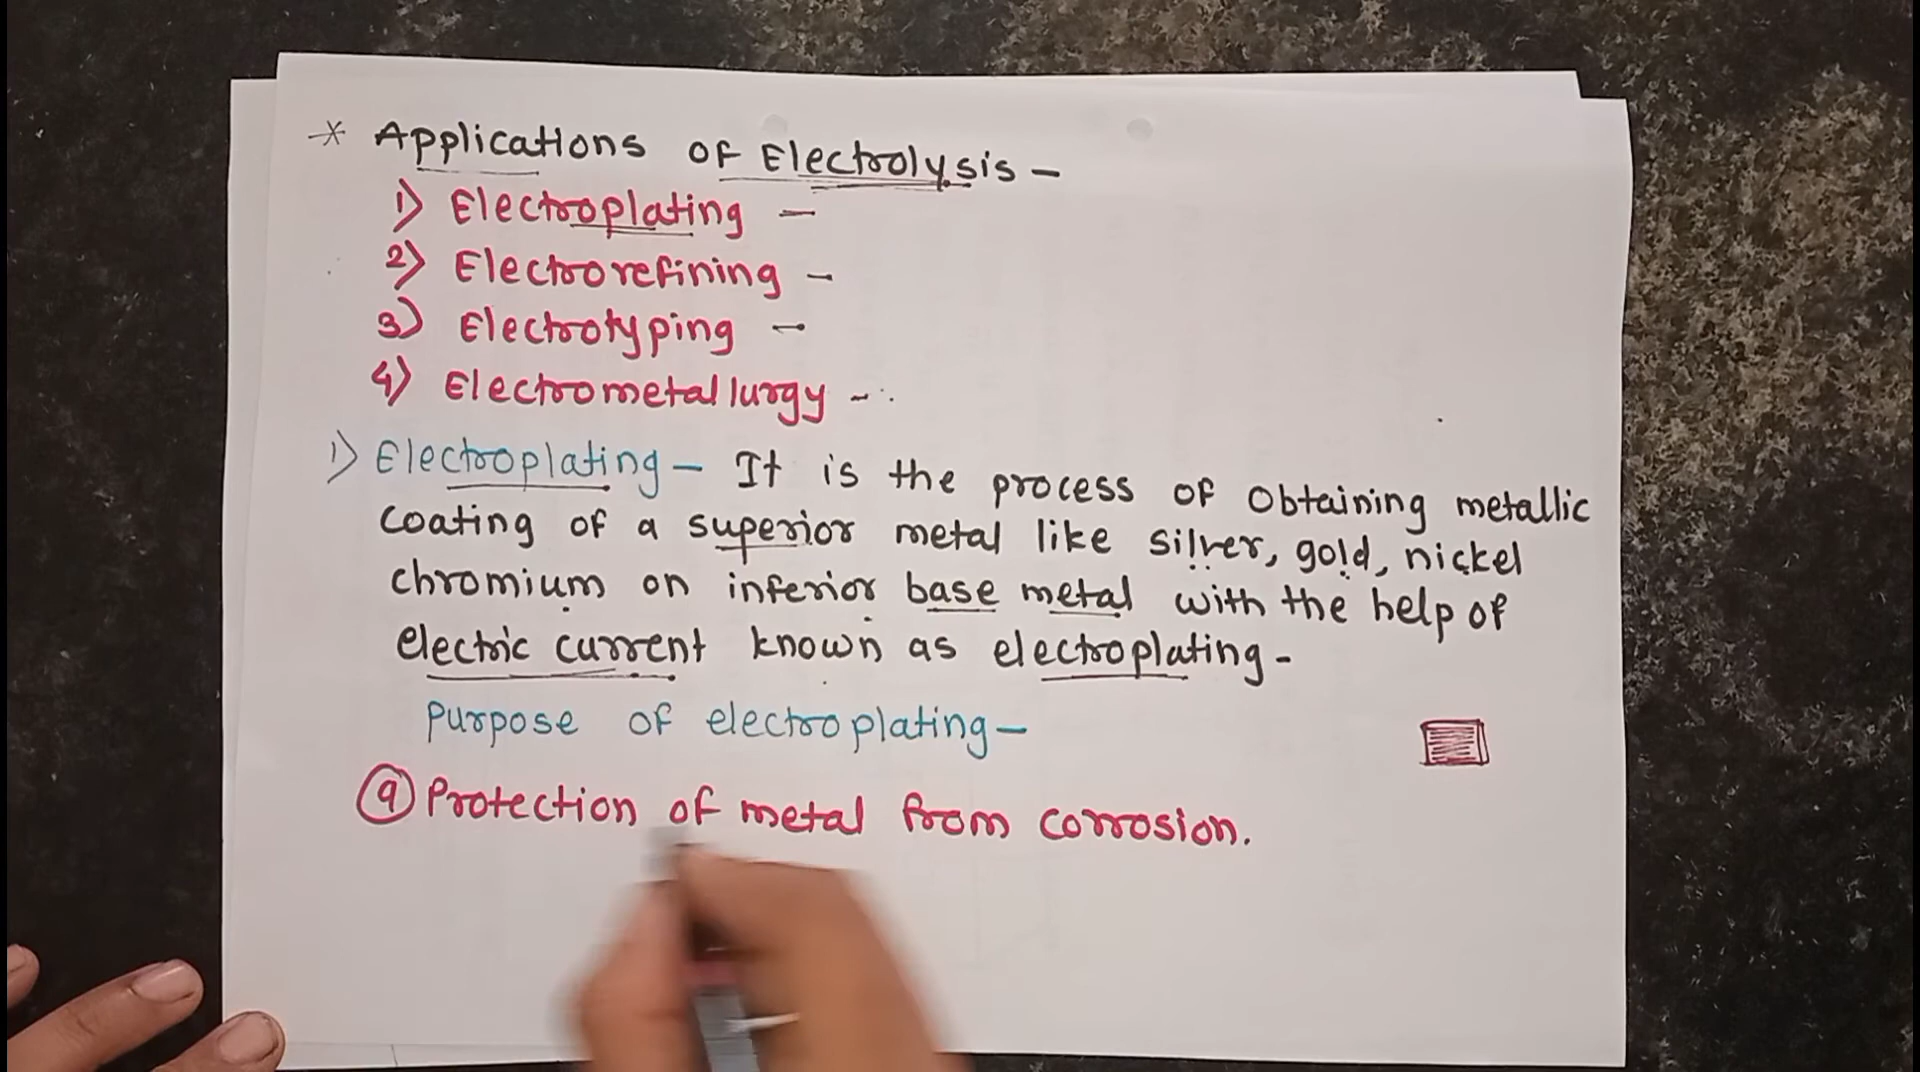 * Applications of Electrolysis -
1) Electroplating -
2) Electrorefining -
3) Electrotyping -
4) Electrometallurgy -
1) Electroplating - It is the process of obtaining metallic
coating of a superior metal like silver, gold, nickel
chromium on inferior base metal with the help of
electric current known as electroplating -
Purpose of electroplating -
(a) Protection of metal from corrosion.